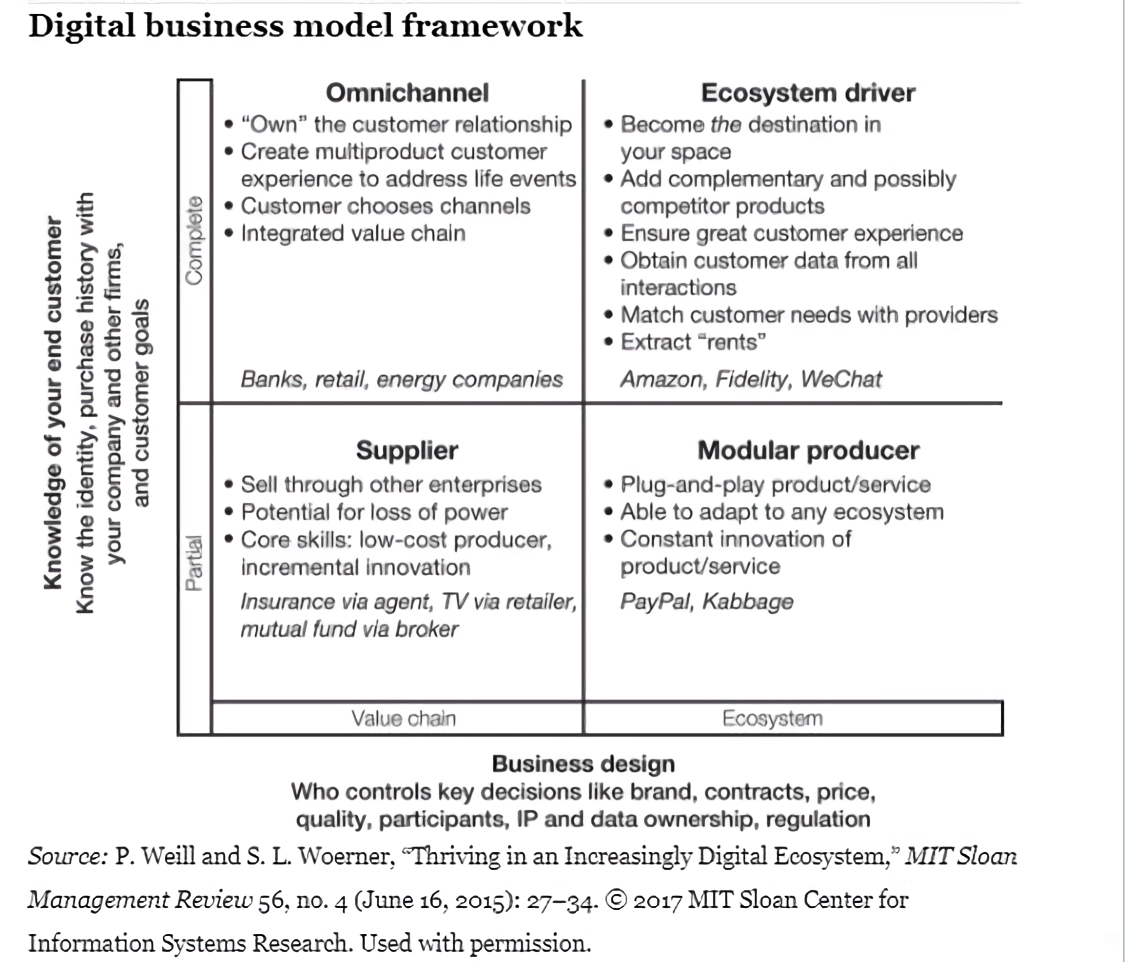 Digital business model framework
Knowledge of your end customer
Know the identity, purchase history with
your company and other firms,
and customer goals
Complete
Omnichannel
• “Own” the customer relationship
• Create multiproduct customer
experience to address life events
• Customer chooses channels
• Integrated value chain
Banks, retail, energy companies
Ecosystem driver
• Become the destination in
your space
• Add complementary and possibly
competitor products
• Ensure great customer experience
• Obtain customer data from all
interactions
• Match customer needs with providers
• Extract “rents”
Amazon, Fidelity, WeChat
Partial
Supplier
• Sell through other enterprises
• Potential for loss of power
• Core skills: low-cost producer,
incremental innovation
Insurance via agent, TV via retailer,
mutual fund via broker
Modular producer
• Plug-and-play product/service
• Able to adapt to any ecosystem
• Constant innovation of
product/service
PayPal, Kabbage
Value chain
Ecosystem
Business design
Who controls key decisions like brand, contracts, price,
quality, participants, IP and data ownership, regulation
Source: P. Weill and S. L. Woerner, “Thriving in an Increasingly Digital Ecosystem,” MIT Sloan
Management Review 56, no. 4 (June 16, 2015): 27–34. © 2017 MIT Sloan Center for
Information Systems Research. Used with permission.